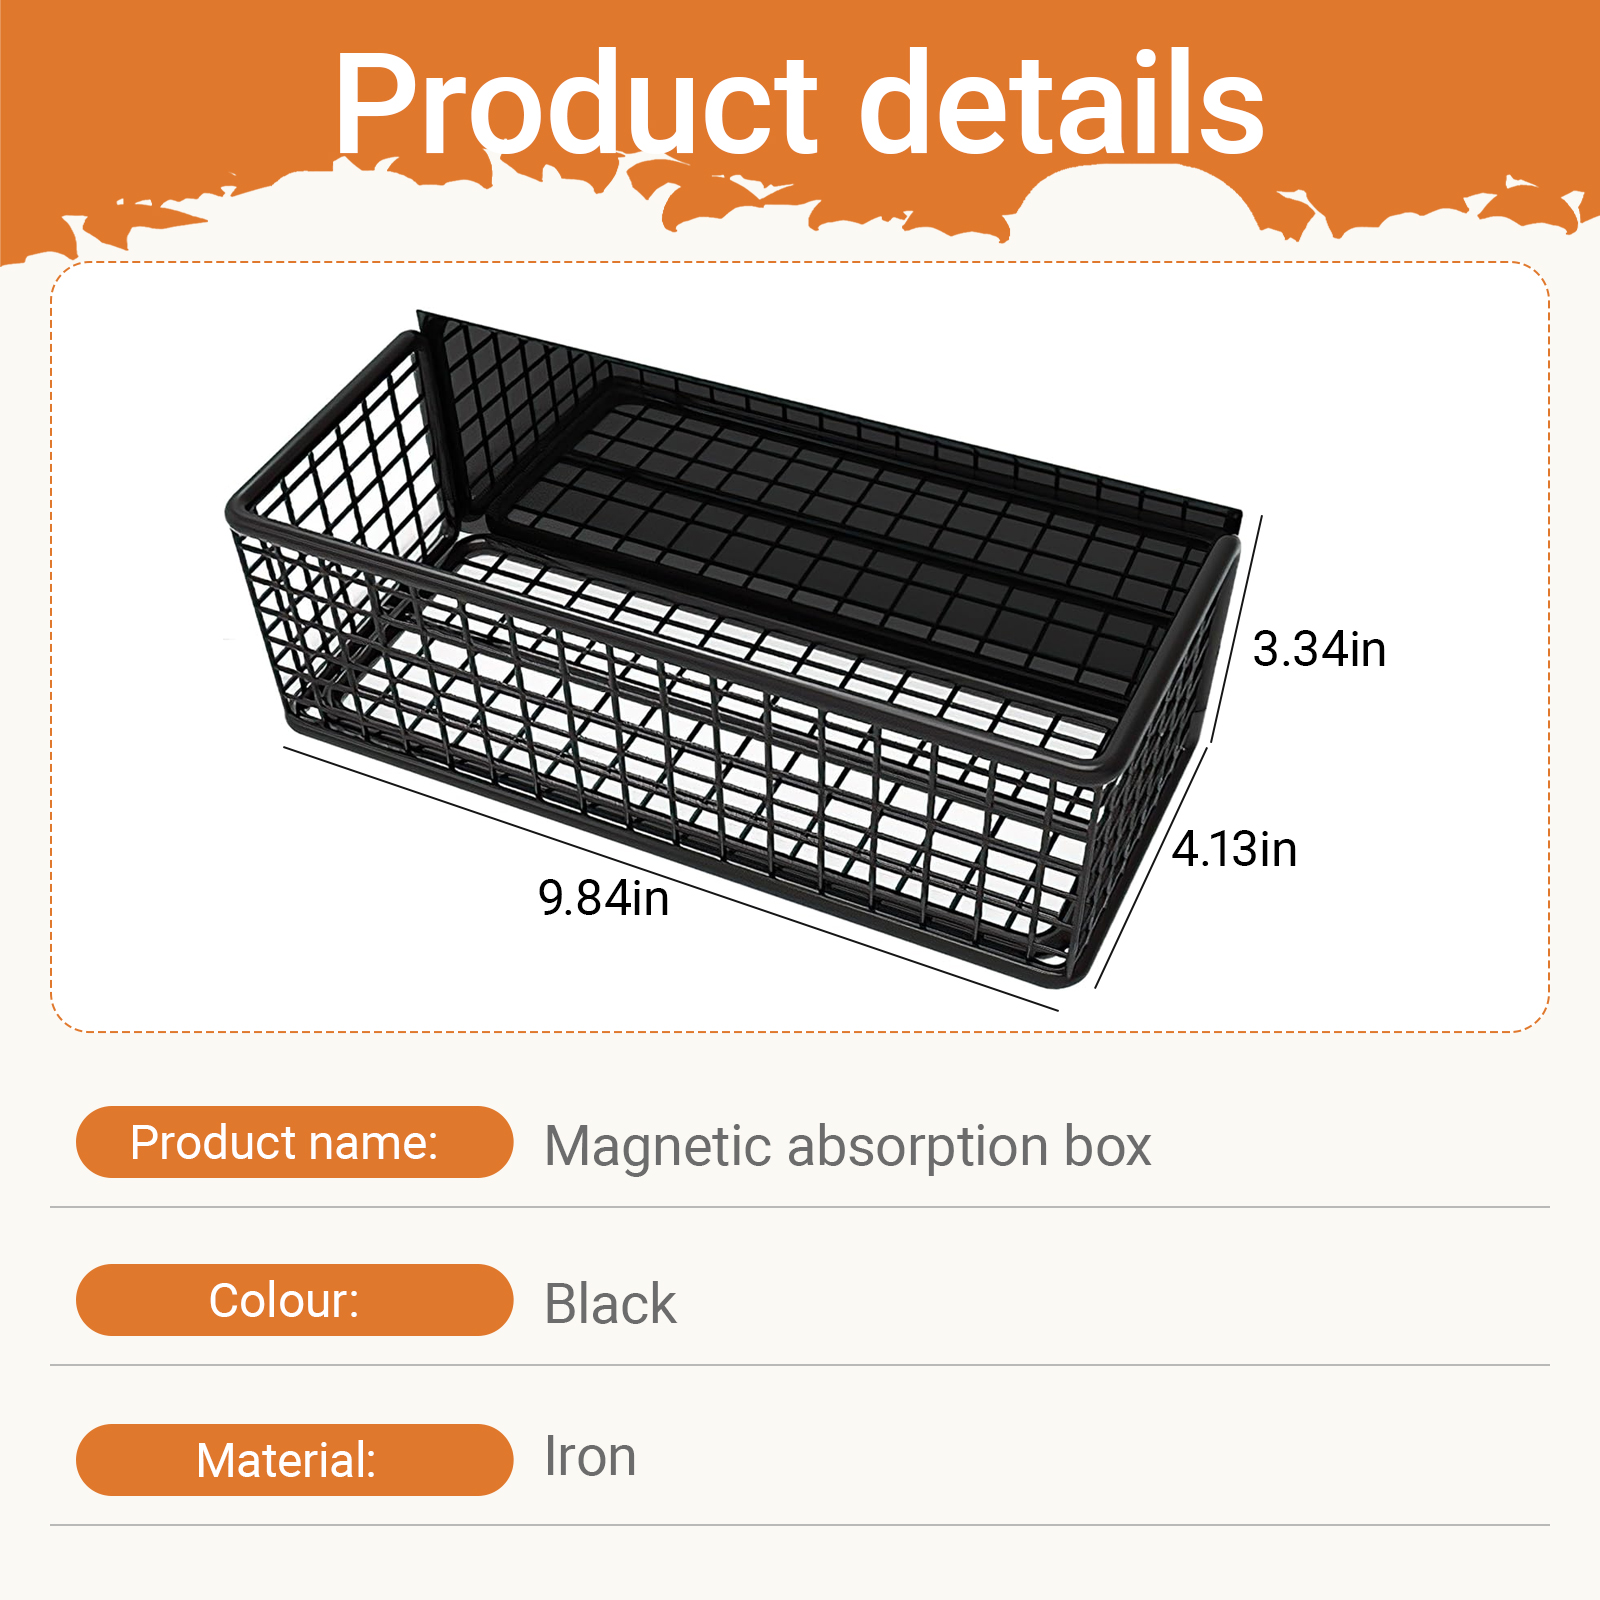 Product details
3.34in
4.13in
9.84in
Product name: Magnetic absorption box
Colour: Black
Material: Iron